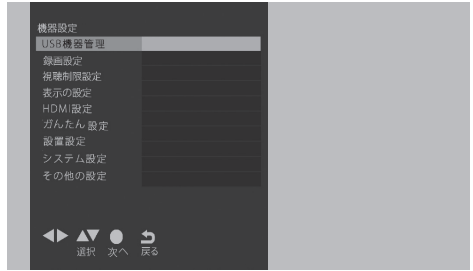 機器設定
USB機器管理
録画設定
視聴制限設定
表示の設定
HDMI設定
がんたん 設定
設置設定
システム設定
その他の設定
選択 次へ 戻る